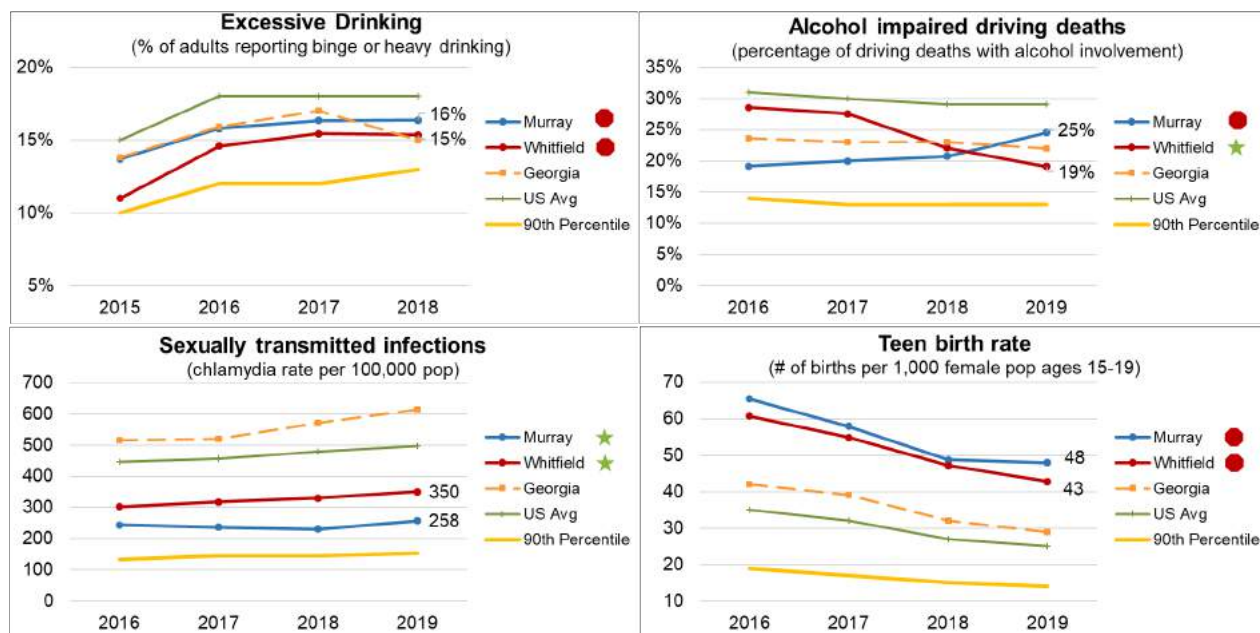 Excessive Drinking
(% of adults reporting binge or heavy drinking)
20%
15%
10%
5%
2015 2016 2017 2018
16%
15%
Murray
Whitfield
Georgia
US Avg
90th Percentile
Alcohol impaired driving deaths
(percentage of driving deaths with alcohol involvement)
35%
30%
25%
20%
15%
10%
5%
0%
2016 2017 2018 2019
25%
19%
Murray
Whitfield
Georgia
US Avg
90th Percentile
Sexually transmitted infections
(chlamydia rate per 100,000 pop)
700
600
500
400
300
200
100
0
2016 2017 2018 2019
350
258
Murray
Whitfield
Georgia
US Avg
90th Percentile
Teen birth rate
(# of births per 1,000 female pop ages 15-19)
70
60
50
40
30
20
10
2016 2017 2018 2019
48
43
Murray
Whitfield
Georgia
US Avg
90th Percentile